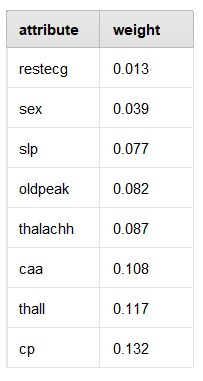 attribute weight
restecg 0.013
sex 0.039
slp 0.077
oldpeak 0.082
thalachh 0.087
caa 0.108
thall 0.117
cp 0.132